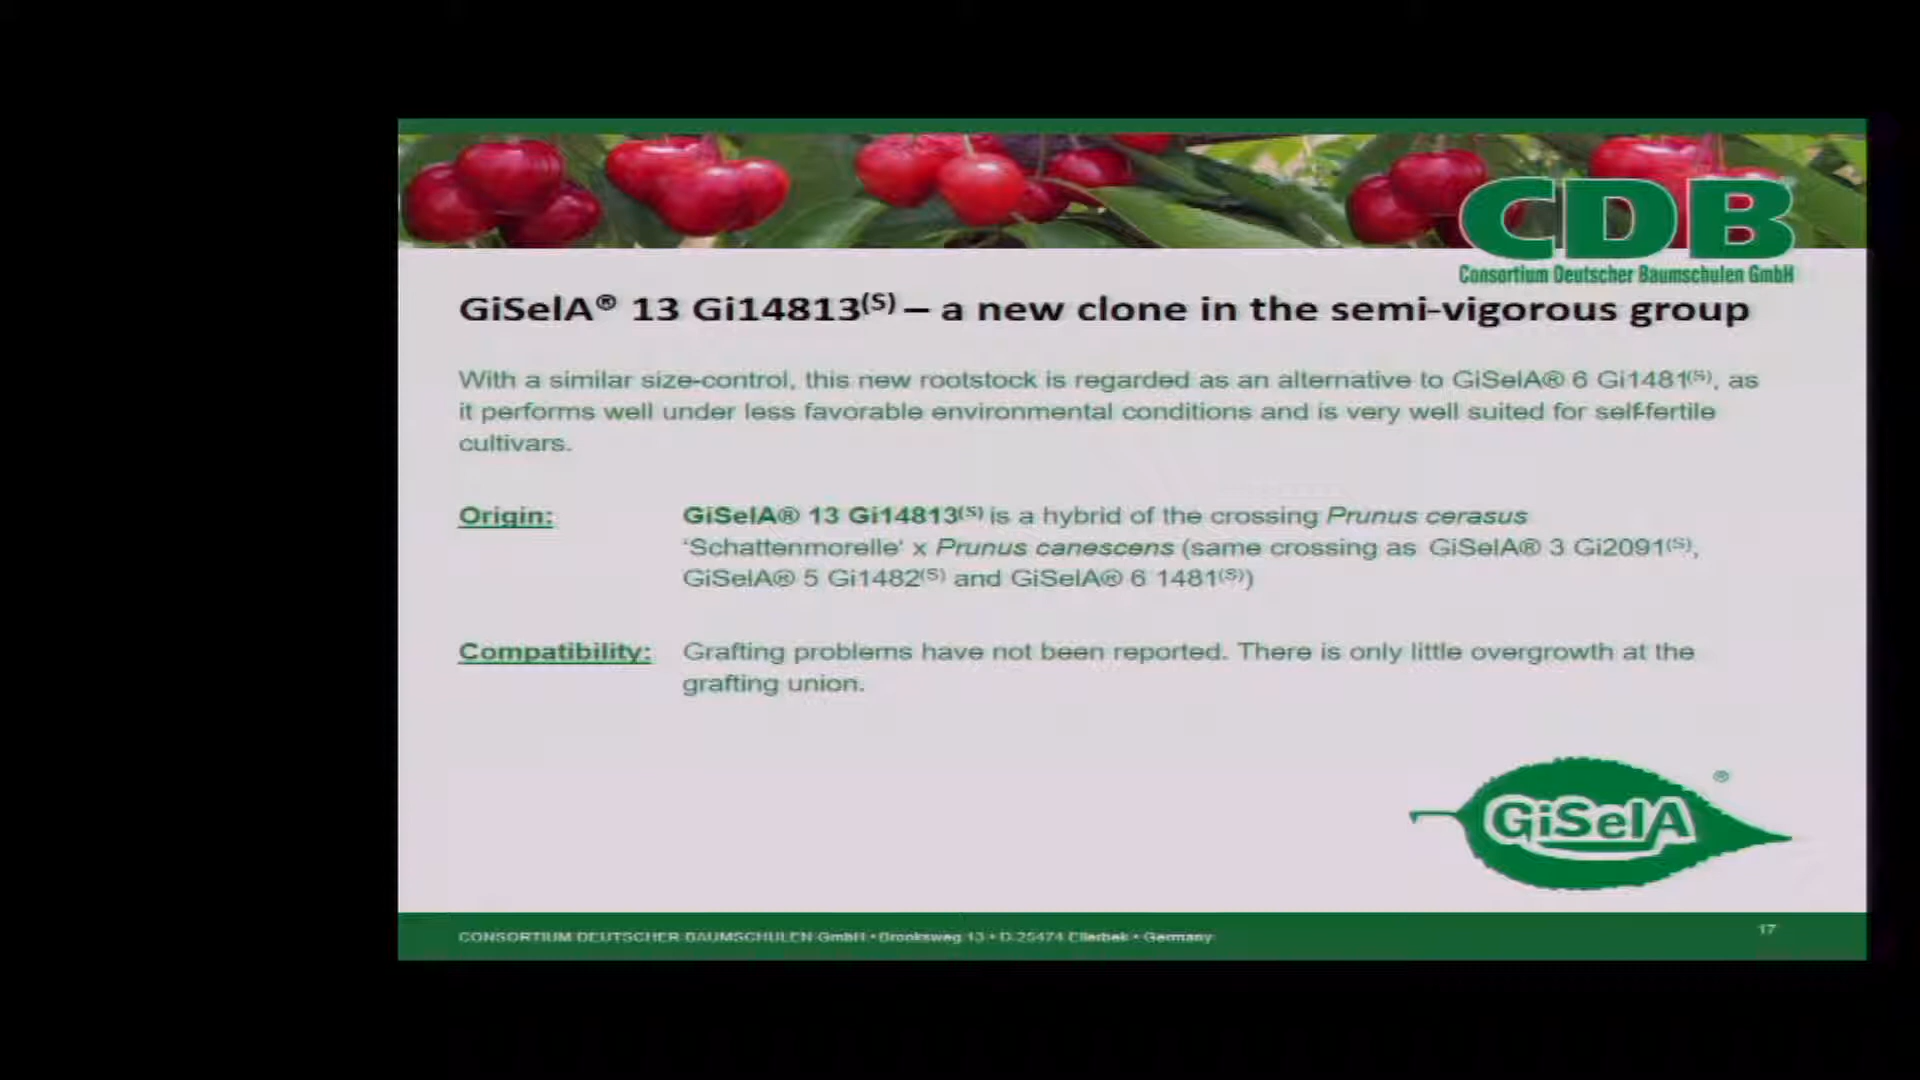 CDB
Consortium Deutscher Baumschulen GmbH
GiSelA® 13 Gi14813(S) – a new clone in the semi-vigorous group
With a similar size-control, this new rootstock is regarded as an alternative to GiSelA® 6 Gi1481(S), as
it performs well under less favorable environmental conditions and is very well suited for self-fertile
cultivars.
Origin: GiSelA® 13 Gi14813(S) is a hybrid of the crossing Prunus cerasus
'Schattenmorelle' x Prunus canescens (same crossing as GiSelA® 3 Gi2091(S),
GiSelA® 5 Gi1482(S) and GiSelA® 6 1481(S))
Compatibility: Grafting problems have not been reported. There is only little overgrowth at the
grafting union.
GiSelA ®
CONSORTIUM DEUTSCHER BAUMSCHULEN GmbH • Brooksweg 13 • D-25474 Ellerbek • Germany
17